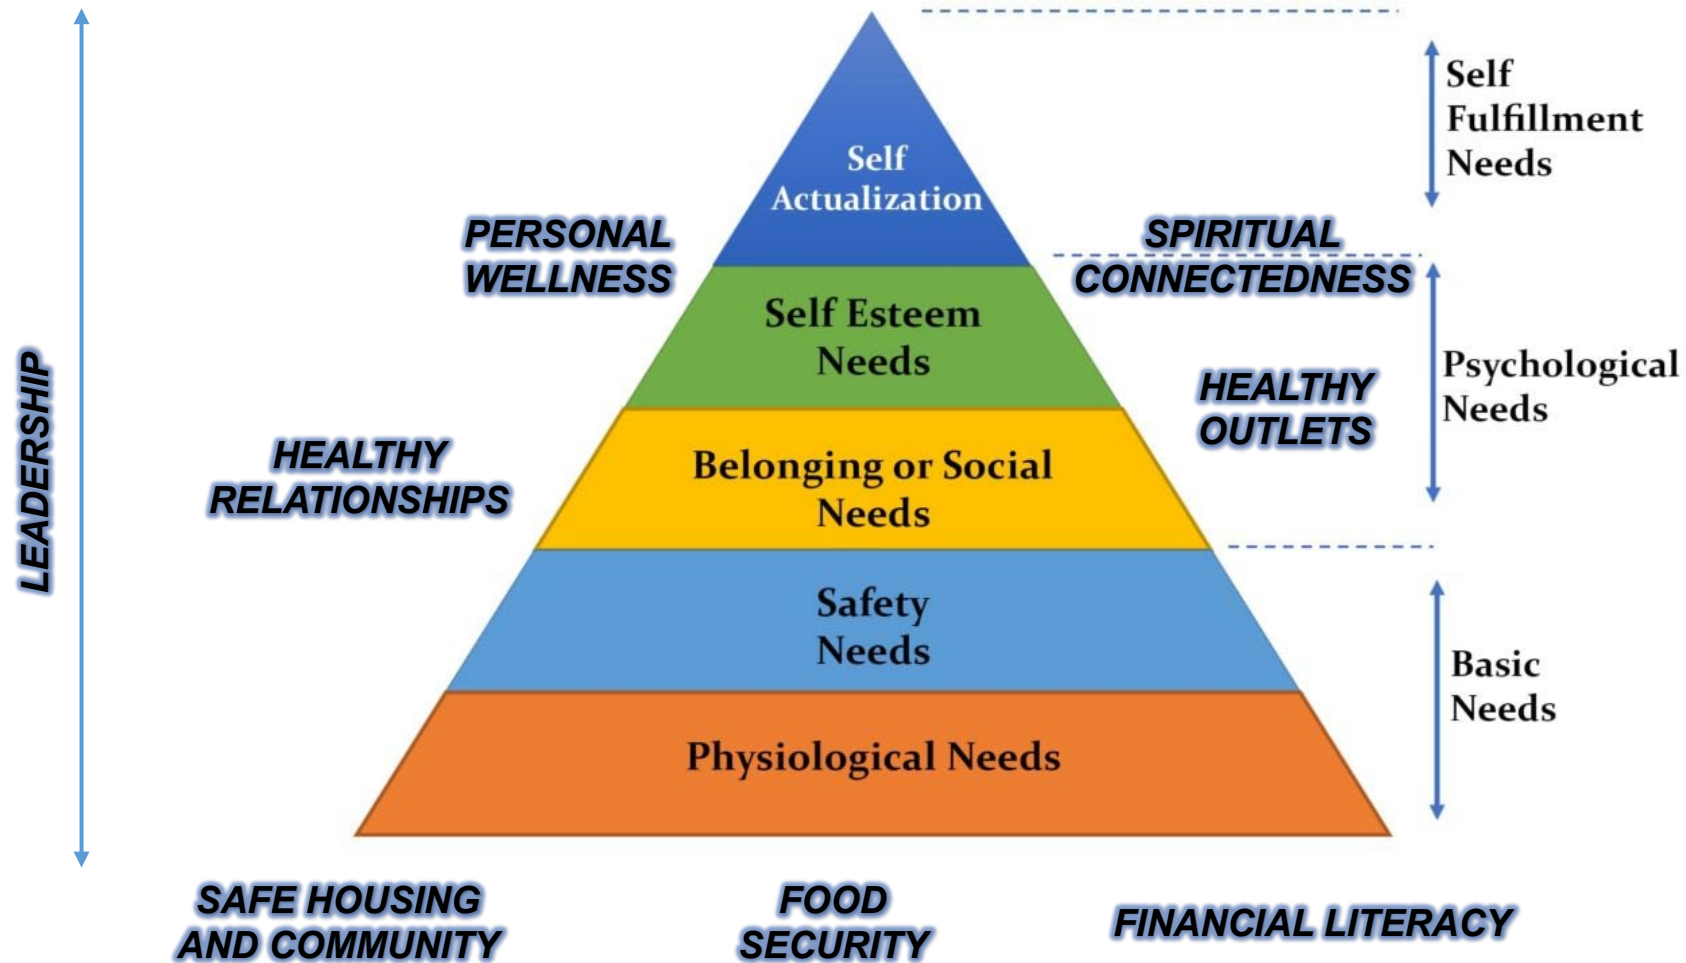 Self
Actualization
Self
Fulfillment
Needs
PERSONAL
WELLNESS
SPIRITUAL
CONNECTEDNESS
Self Esteem
Needs
Psychological
Needs
HEALTHY
OUTLETS
LEADERSHIP
HEALTHY
RELATIONSHIPS
Belonging or Social
Needs
Safety
Needs
Basic
Needs
Physiological Needs
SAFE HOUSING
AND COMMUNITY
FOOD
SECURITY
FINANCIAL LITERACY